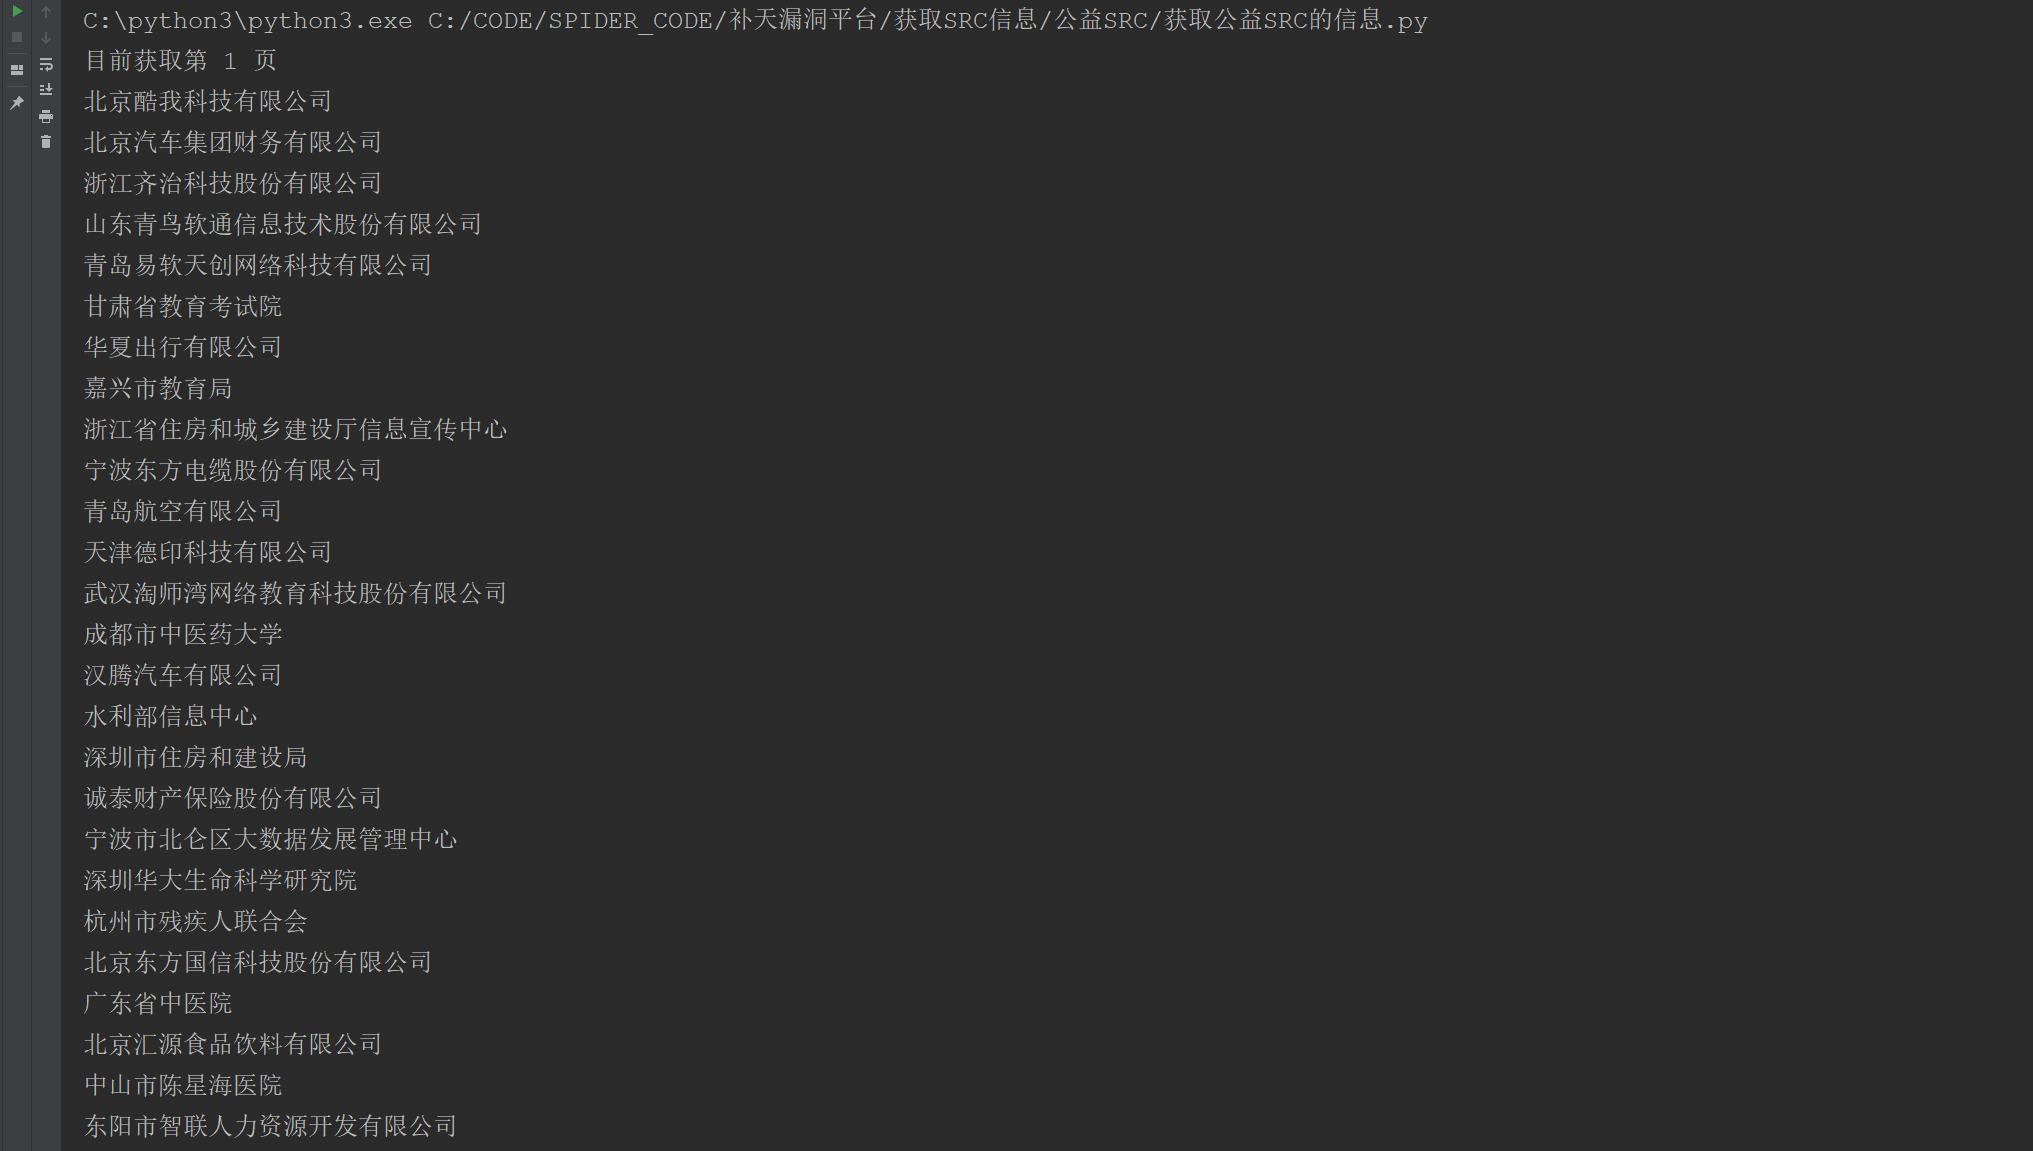 C:\python3\python3.exe C:/CODE/SPIDER_CODE/补天漏洞平台/获取SRC信息/公益SRC/获取公益SRC的信息.py
目前获取第 1 页
北京酷我科技有限公司
北京汽车集团财务有限公司
浙江齐治科技股份有限公司
山东青鸟软通信息技术股份有限公司
青岛易软天创网络科技有限公司
甘肃省教育考试院
华夏出行有限公司
嘉兴市教育局
浙江省住房和城乡建设厅信息宣传中心
宁波东方电缆股份有限公司
青岛航空有限公司
天津德印科技有限公司
武汉淘师湾网络教育科技股份有限公司
成都市中医药大学
汉腾汽车有限公司
水利部信息中心
深圳市住房和建设局
诚泰财产保险股份有限公司
宁波市北仑区大数据发展管理中心
深圳华大生命科学研究院
杭州市残疾人联合会
北京东方国信科技股份有限公司
广东省中医院
北京汇源食品饮料有限公司
中山市陈星海医院
东阳市智联人力资源开发有限公司